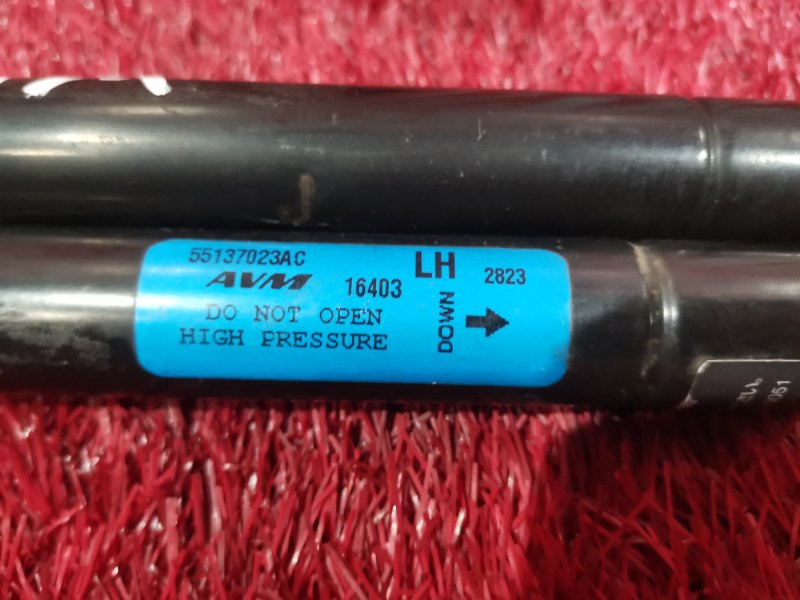 55137023AC
AVM 16403 LH 2823
DO NOT OPEN
HIGH PRESSURE
DOWN